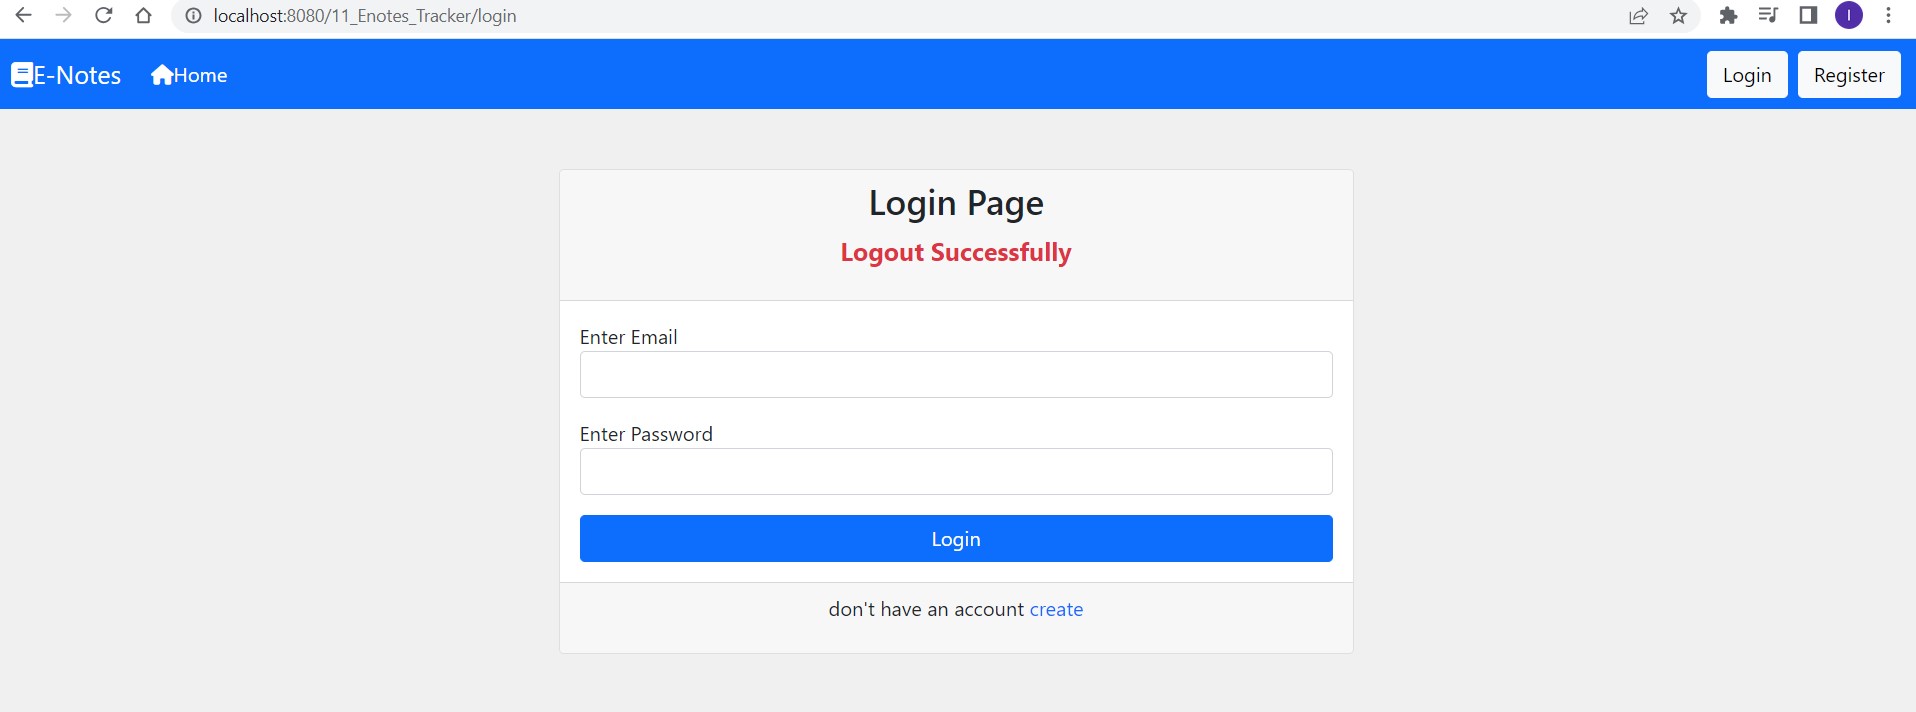 localhost:8080/11_Enotes_Tracker/login
I
E-Notes Home Login Register
Login Page
Logout Successfully
Enter Email
Enter Password
Login
don't have an account create